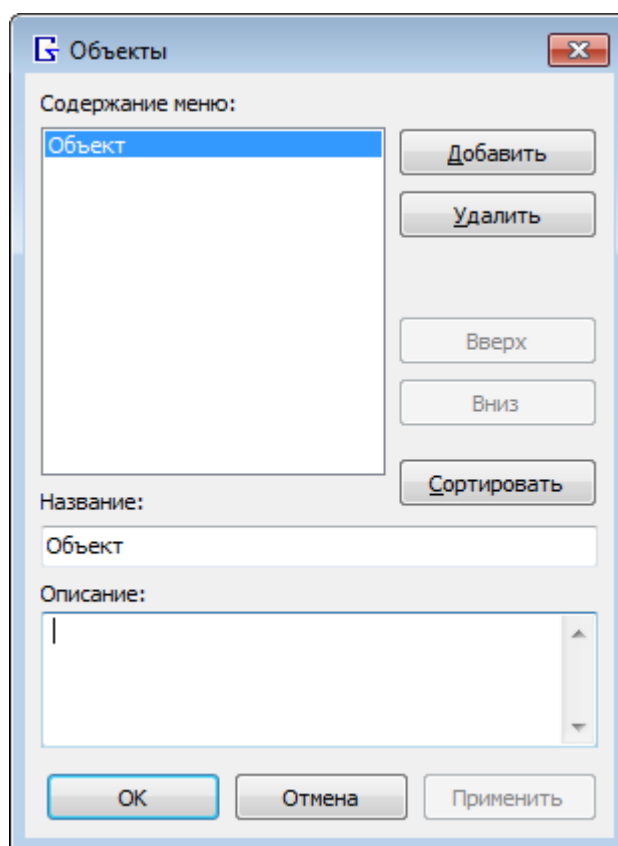 Объекты
Содержание меню:
Объект
Добавить
Удалить
Вверх
Вниз
Сортировать
Название:
Объект
Описание:
OK
Отмена
Применить